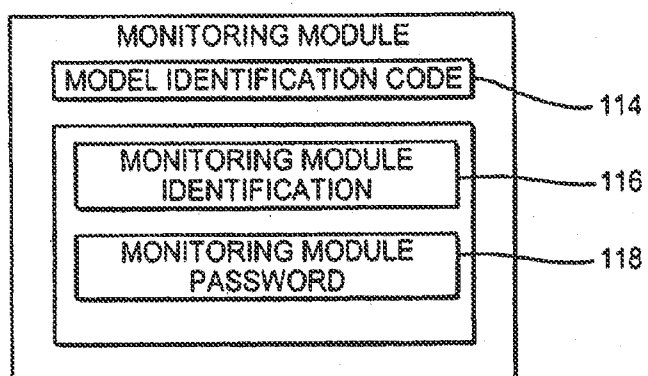 MONITORING MODULE
MODEL IDENTIFICATION CODE
114
MONITORING MODULE
IDENTIFICATION
116
MONITORING MODULE
PASSWORD
118